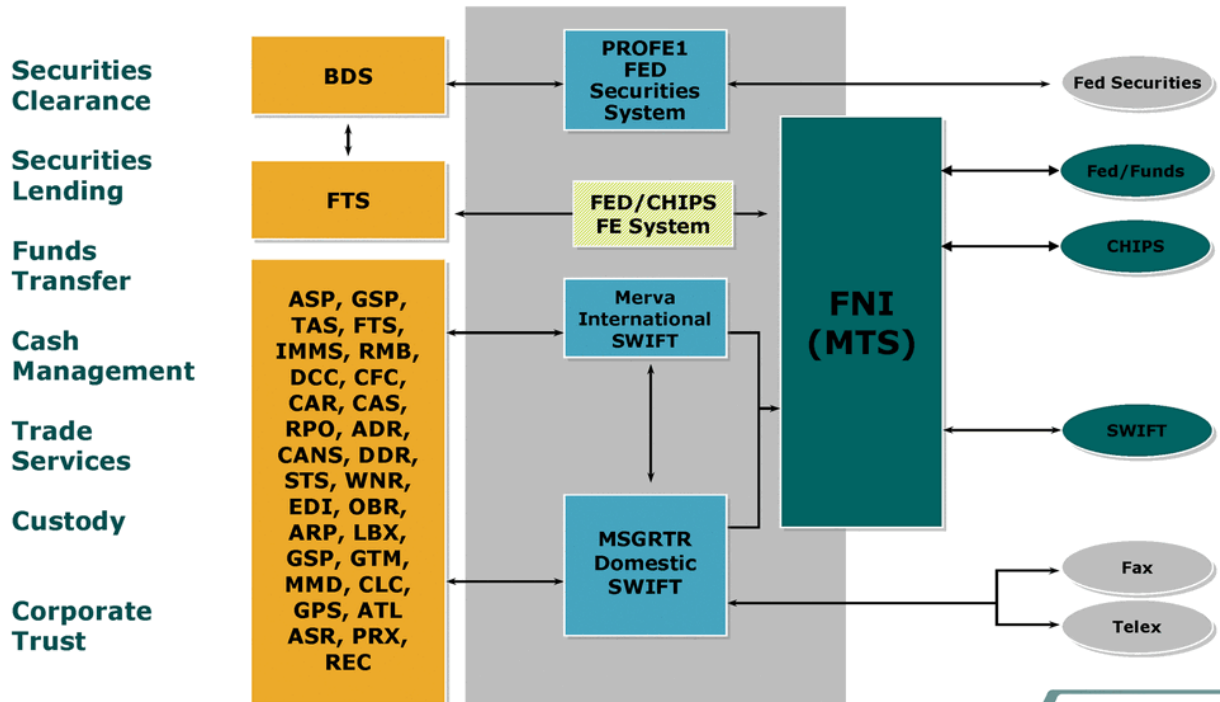 Securities
Clearance
Securities
Lending
Funds
Transfer
Cash
Management
Trade
Services
Custody
Corporate
Trust
BDS
FTS
ASP, GSP,
TAS, FTS,
IMMS, RMB,
DCC, CFC,
CAR, CAS,
RPO, ADR,
CANS, DDR,
STS, WNR,
EDI, OBR,
ARP, LBX,
GSP, GTM,
MMD, CLC,
GPS, ATL
ASR, PRX,
REC
PROFE1
FED
Securities
System
FED/CHIPS
FE System
Merva
International
SWIFT
MSGRTR
Domestic
SWIFT
FNI
(MTS)
Fed Securities
Fed/Funds
CHIPS
SWIFT
Fax
Telex